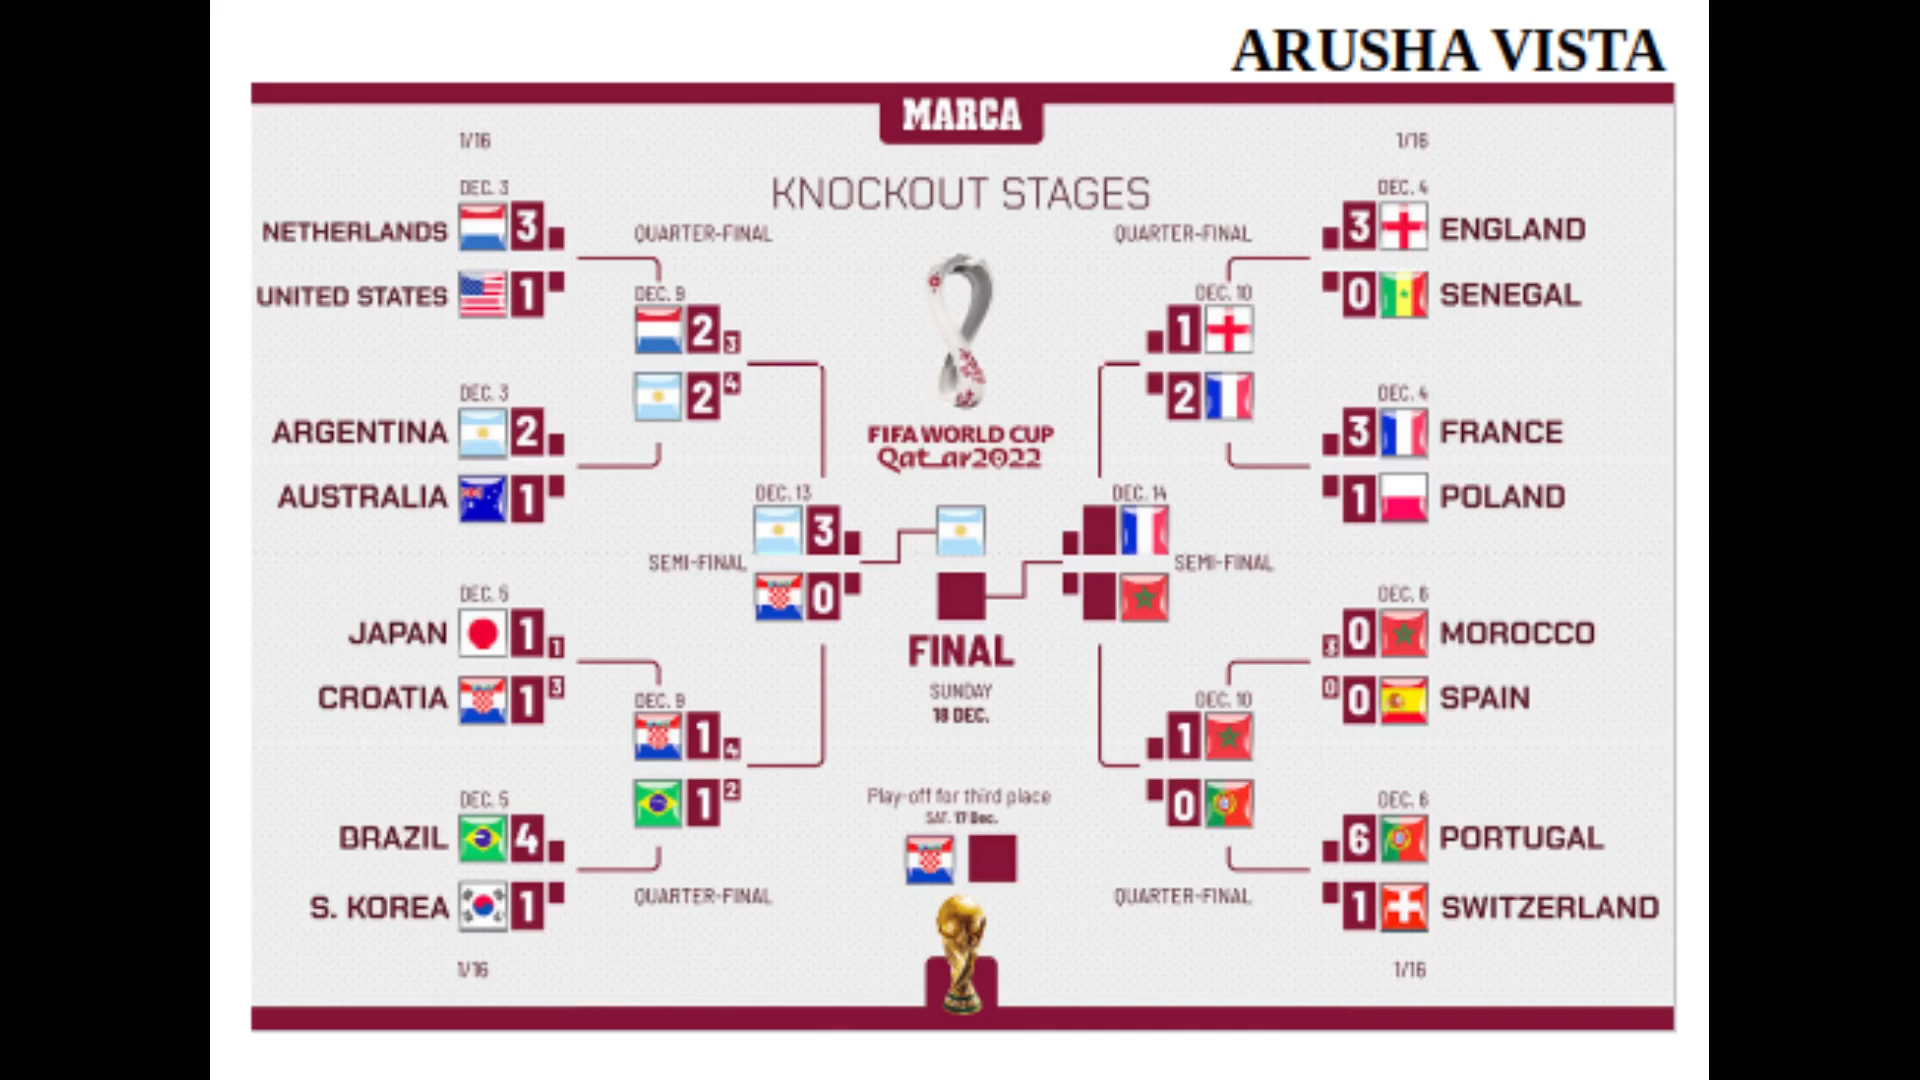 ARUSHA VISTA
MARCA
1/16
1/16
KNOCKOUT STAGES
DEC. 3
NETHERLANDS 3
UNITED STATES 1
DEC. 3
ARGENTINA 2
AUSTRALIA 1
QUARTER-FINAL
DEC. 9
2 3
2 4
DEC. 5
JAPAN 1 1
CROATIA 1 3
DEC. 5
BRAZIL 4
S. KOREA 1
DEC. 9
1 4
1 2
QUARTER-FINAL
1/16
DEC. 13
3
SEMI-FINAL
0
FIFA WORLD CUP
Qatar2022
FINAL
SUNDAY
18 DEC.
Play-off for third place
SAT. 17 Dec.
DEC. 14
SEMI-FINAL
QUARTER-FINAL
DEC. 10
1
2
DEC. 4
3 ENGLAND
0 SENEGAL
DEC. 4
3 FRANCE
1 POLAND
DEC. 10
1
0
QUARTER-FINAL
DEC. 6
3 0 MOROCCO
0 0 SPAIN
DEC. 6
6 PORTUGAL
1 SWITZERLAND
1/16